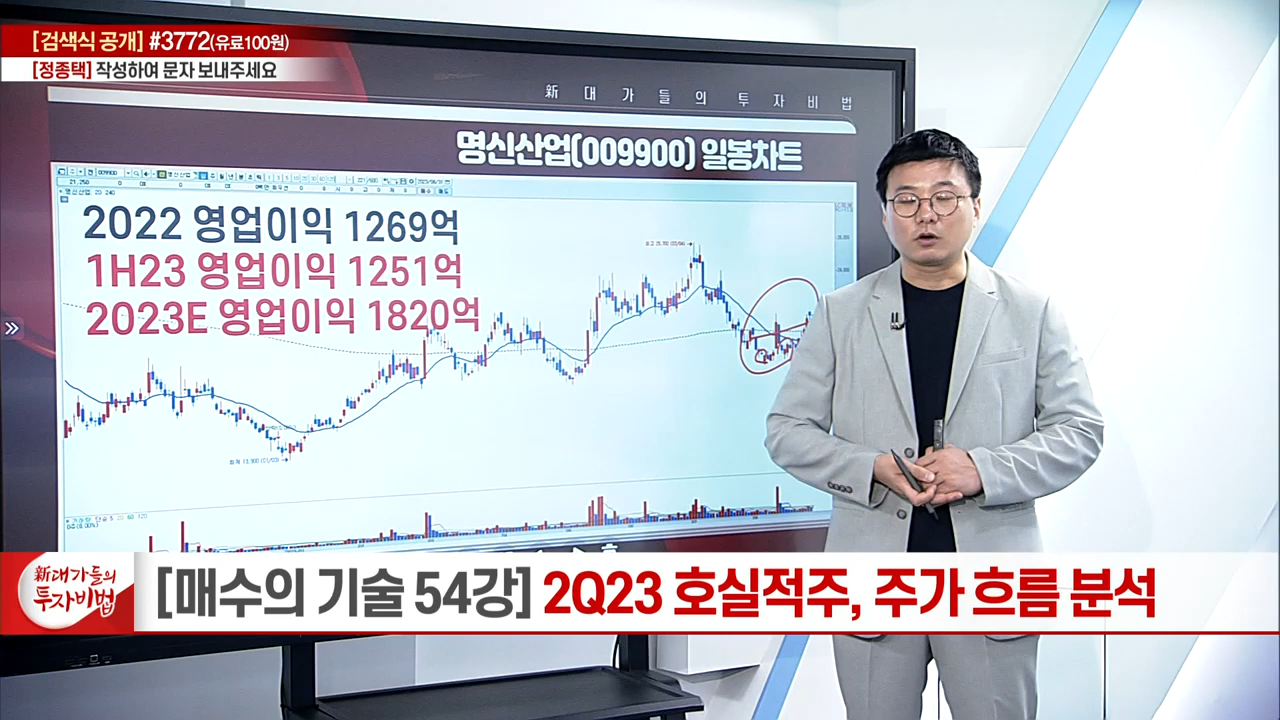 [검색식 공개] #3772(유료100원)
[정종택] 작성하여 문자 보내주세요
新 대가들의 투자비법
명신산업(009900) 일봉차트
009900
21,250
2022 영업이익 1269억
1H23 영업이익 1251억
2023E 영업이익 1820억
新대가들의
투자비법
[매수의 기술 54강] 2Q23 호실적주, 주가 흐름 분석